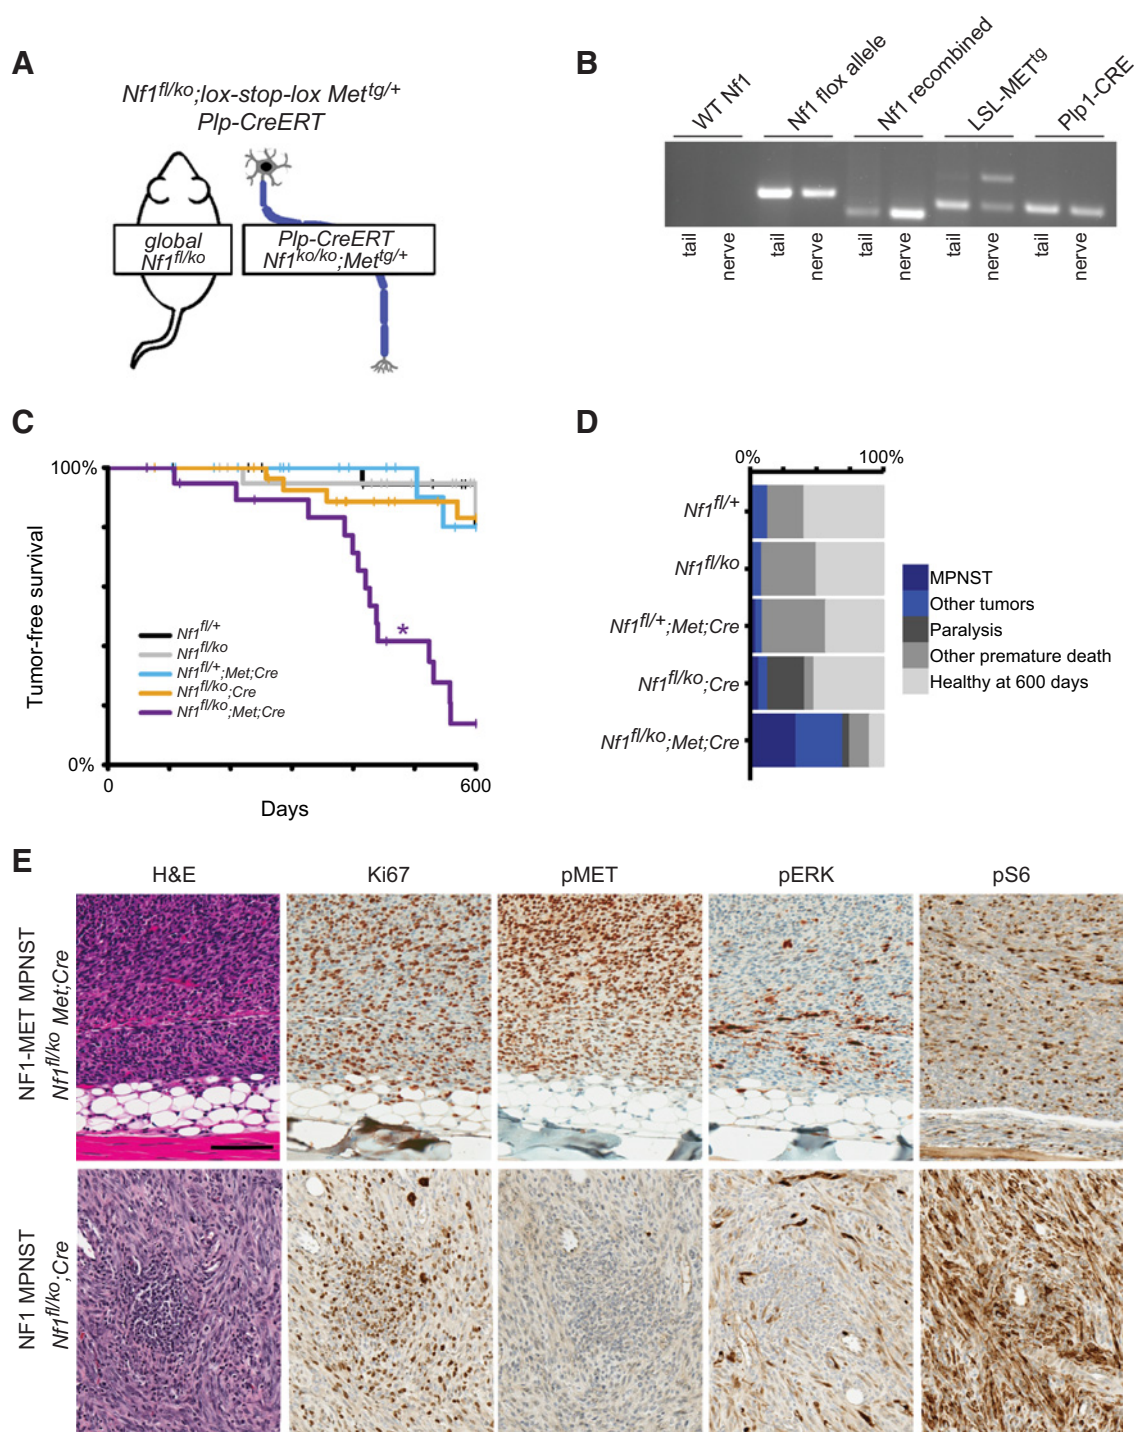 A
Nf1fl/ko;lox-stop-lox Mettg/+
Plp-CreERT
global
Nf1fl/ko
Plp-CreERT
Nf1ko/ko;Mettg/+
B
WT Nf1
Nf1 flox allele
Nf1 recombined
LSL-METtg
Plp1-CRE
tail
nerve
tail
nerve
tail
nerve
tail
nerve
tail
nerve
C
100%
Tumor-free survival
Nf1fl/+
Nf1fl/ko
Nf1fl/+;Met;Cre
Nf1fl/ko;Cre
Nf1fl/ko;Met;Cre
*
0%
0
600
Days
D
0%
100%
Nf1fl/+
Nf1fl/ko
Nf1fl/+;Met;Cre
Nf1fl/ko;Cre
Nf1fl/ko;Met;Cre
MPNST
Other tumors
Paralysis
Other premature death
Healthy at 600 days
E
H&E
Ki67
pMET
pERK
pS6
NF1-MET MPNST
Nf1fl/ko Met;Cre
NF1 MPNST
Nf1fl/ko;Cre